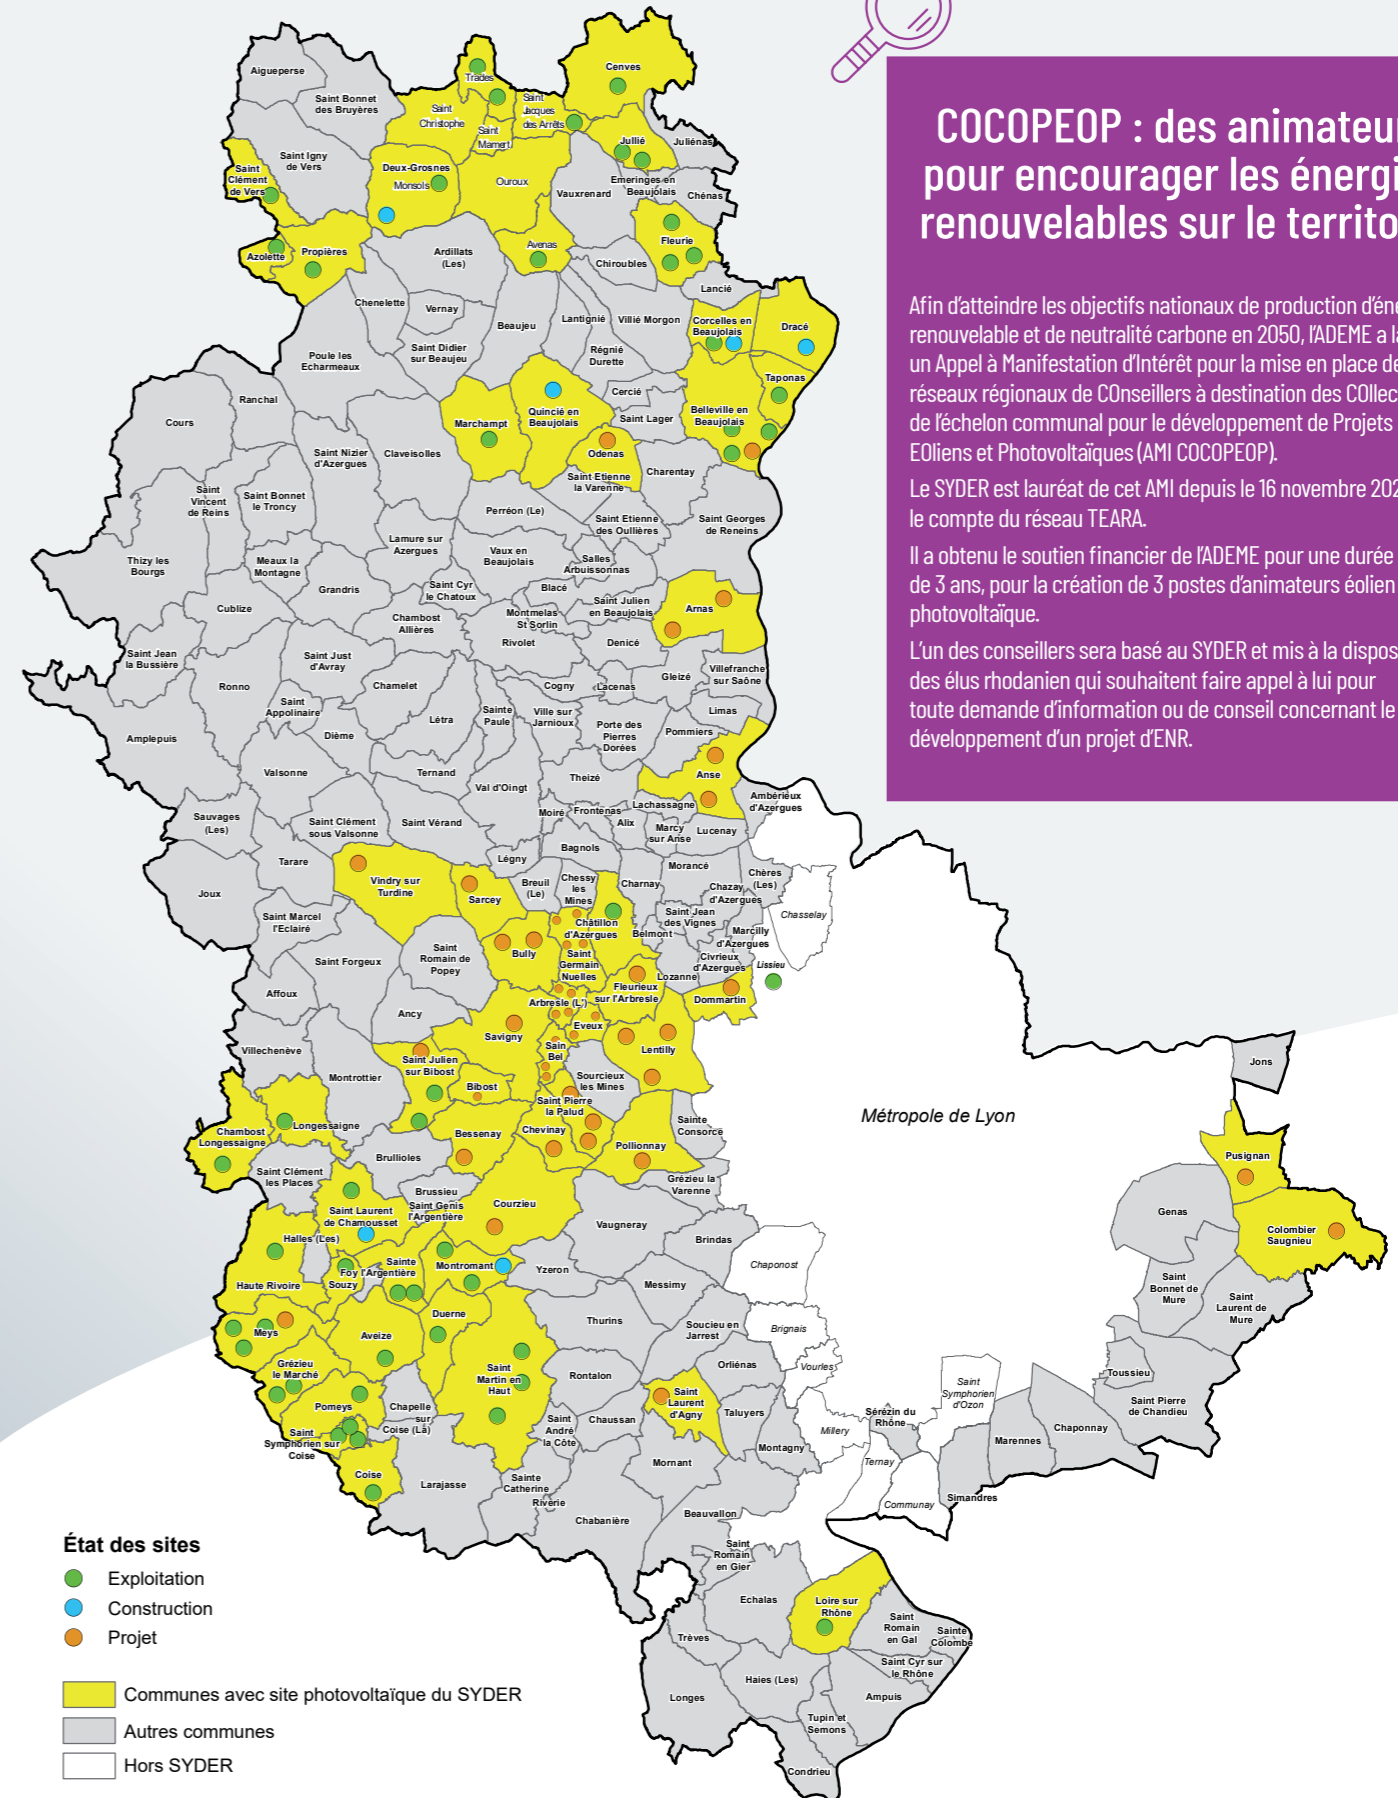 COCOPEOP : des animateur
pour encourager les énergi
renouvelables sur le territo
Afin d'atteindre les objectifs nationaux de production d'éne
renouvelable et de neutralité carbone en 2050, l'ADEME a la
un Appel à Manifestation d'Intérêt pour la mise en place de
réseaux régionaux de COnseillers à destination des COllec
de l'échelon communal pour le développement de Projets
EOliens et Photovoltaïques (AMI COCOPEOP).
Le SYDER est lauréat de cet AMI depuis le 16 novembre 202
le compte du réseau TEARA.
Il a obtenu le soutien financier de l'ADEME pour une durée
de 3 ans, pour la création de 3 postes d'animateurs éolien
photovoltaïque.
L'un des conseillers sera basé au SYDER et mis à la dispos
des élus rhodanien qui souhaitent faire appel à lui pour
toute demande d'information ou de conseil concernant le
développement d'un projet d'ENR.
Aigueperse
Saint Bonnet
des Bruyères
Trades
Cenves
Saint
Christophe
Saint
Mamert
Saint
Jacques
des Arrêts
Jullié
Juliénas
Saint Igny
de Vers
Saint
Clément
de Vers
Deux-Grosnes
Monsols
Ouroux
Vauxrenard
Emeringes en
Beaujolais
Chénas
Azolette
Propières
Ardillats
(Les)
Avenas
Fleurie
Chiroubles
Lancié
Chenelette
Vernay
Beaujeu
Lantignié
Villié Morgon
Corcelles en
Beaujolais
Dracé
Poule les
Echarmeaux
Saint Didier
sur Beaujeu
Régnié
Durette
Taponas
Cours
Ranchal
Marchampt
Quincié en
Beaujolais
Cercié
Saint Lager
Belleville en
Beaujolais
Saint Nizier
d'Azergues
Claveisolles
Odenas
Saint Etienne
la Varenne
Charentay
Saint
Vincent
de Reins
Saint Bonnet
le Troncy
Perréon (Le)
Saint Etienne
des Oullières
Saint Georges
de Reneins
Thizy les
Bourgs
Meaux la
Montagne
Lamure sur
Azergues
Vaux en
Beaujolais
Salles
Arbuissonnas
Grandris
Saint Cyr
le Chatoux
Blacé
Cublize
Chambost
Allières
Montmelas
St Sorlin
Saint Julien
en Beaujolais
Arnas
Rivolet
Denicé
Saint Jean
la Bussière
Saint Just
d'Avray
Ronno
Chamelet
Cogny
Lacenas
Gleizé
Villefranche
sur Saône
Saint
Appolinaire
Létra
Sainte
Paule
Ville sur
Jarnioux
Porte des
Pierres
Dorées
Limas
Amplepuis
Dième
Pommiers
Valsonne
Ternand
Val d'Oingt
Theizé
Anse
Sauvages
(Les)
Saint Clément
sous Valsonne
Saint Vérand
Moiré
Frontenas
Alix
Lachassagne
Marcy
sur Anse
Lucenay
Ambérieux
d'Azergues
Tarare
Légny
Bagnols
Morancé
Joux
Vindry sur
Turdine
Sarcey
Breuil
(Le)
Chessy
les
Mines
Charnay
Chazay
d'Azergues
Chères
(Les)
Chasselay
Saint Marcel
l'Eclairé
Châtillon
d'Azergues
Saint Jean
des Vignes
Belmont
Marcilly
d'Azergues
Saint Forgeux
Saint
Romain de
Popey
Bully
Saint
Germain
Nuelles
Lozanne
Civrieux
d'Azergues
Lissieu
Affoux
Ancy
Arbresle (L')
Fleurieux
sur l'Arbresle
Dommartin
Savigny
Eveux
Villechenève
Sain
Bel
Lentilly
Montrottier
Saint Julien
sur Bibost
Bibost
Sourcieux
les Mines
Saint Pierre
la Palud
Sainte
Consorce
Chambost
Longessaigne
Longessaigne
Bessenay
Chevinay
Pollionnay
Saint Clément
les Places
Brullioles
Grézieu la
Varenne
Brussieu
Saint Genis
l'Argentière
Courzieu
Saint Laurent
de Chamousset
Vaugneray
Brindas
Halles (Les)
Sainte
Foy l'Argentière
Souzy
Montromant
Yzeron
Chaponost
Haute Rivoire
Messimy
Duerne
Thurins
Soucieu en
Jarrest
Brignais
Meys
Aveize
Grézieu
le Marché
Saint
Martin en
Haut
Rontalon
Orliénas
Vourles
Pomeys
Chapelle
sur
Coise (La)
Saint
Laurent
d'Agny
Taluyers
Saint
Symphorien sur
Coise
Saint
André
la Côte
Chaussan
Millery
Montagny
Coise
Larajasse
Sainte
Catherine
Mornant
Riverie
Chabanière
Beauvallon
Saint
Romain
en Gier
Métropole de Lyon
Jons
Pusignan
Genas
Colombier
Saugnieu
Saint
Bonnet de
Mure
Saint
Laurent de
Mure
Toussieu
Saint Pierre
de Chandieu
Saint
Symphorien
d'Ozon
Sérézin du
Rhône
Marennes
Chaponnay
Ternay
Communay
Simandres
Echalas
Loire sur
Rhône
Saint
Romain
en Gal
Sainte
Colombe
Trèves
Saint Cyr sur
le Rhône
Haies (Les)
Longes
Ampuis
Tupin et
Semons
Condrieu
État des sites
Exploitation
Construction
Projet
Communes avec site photovoltaïque du SYDER
Autres communes
Hors SYDER